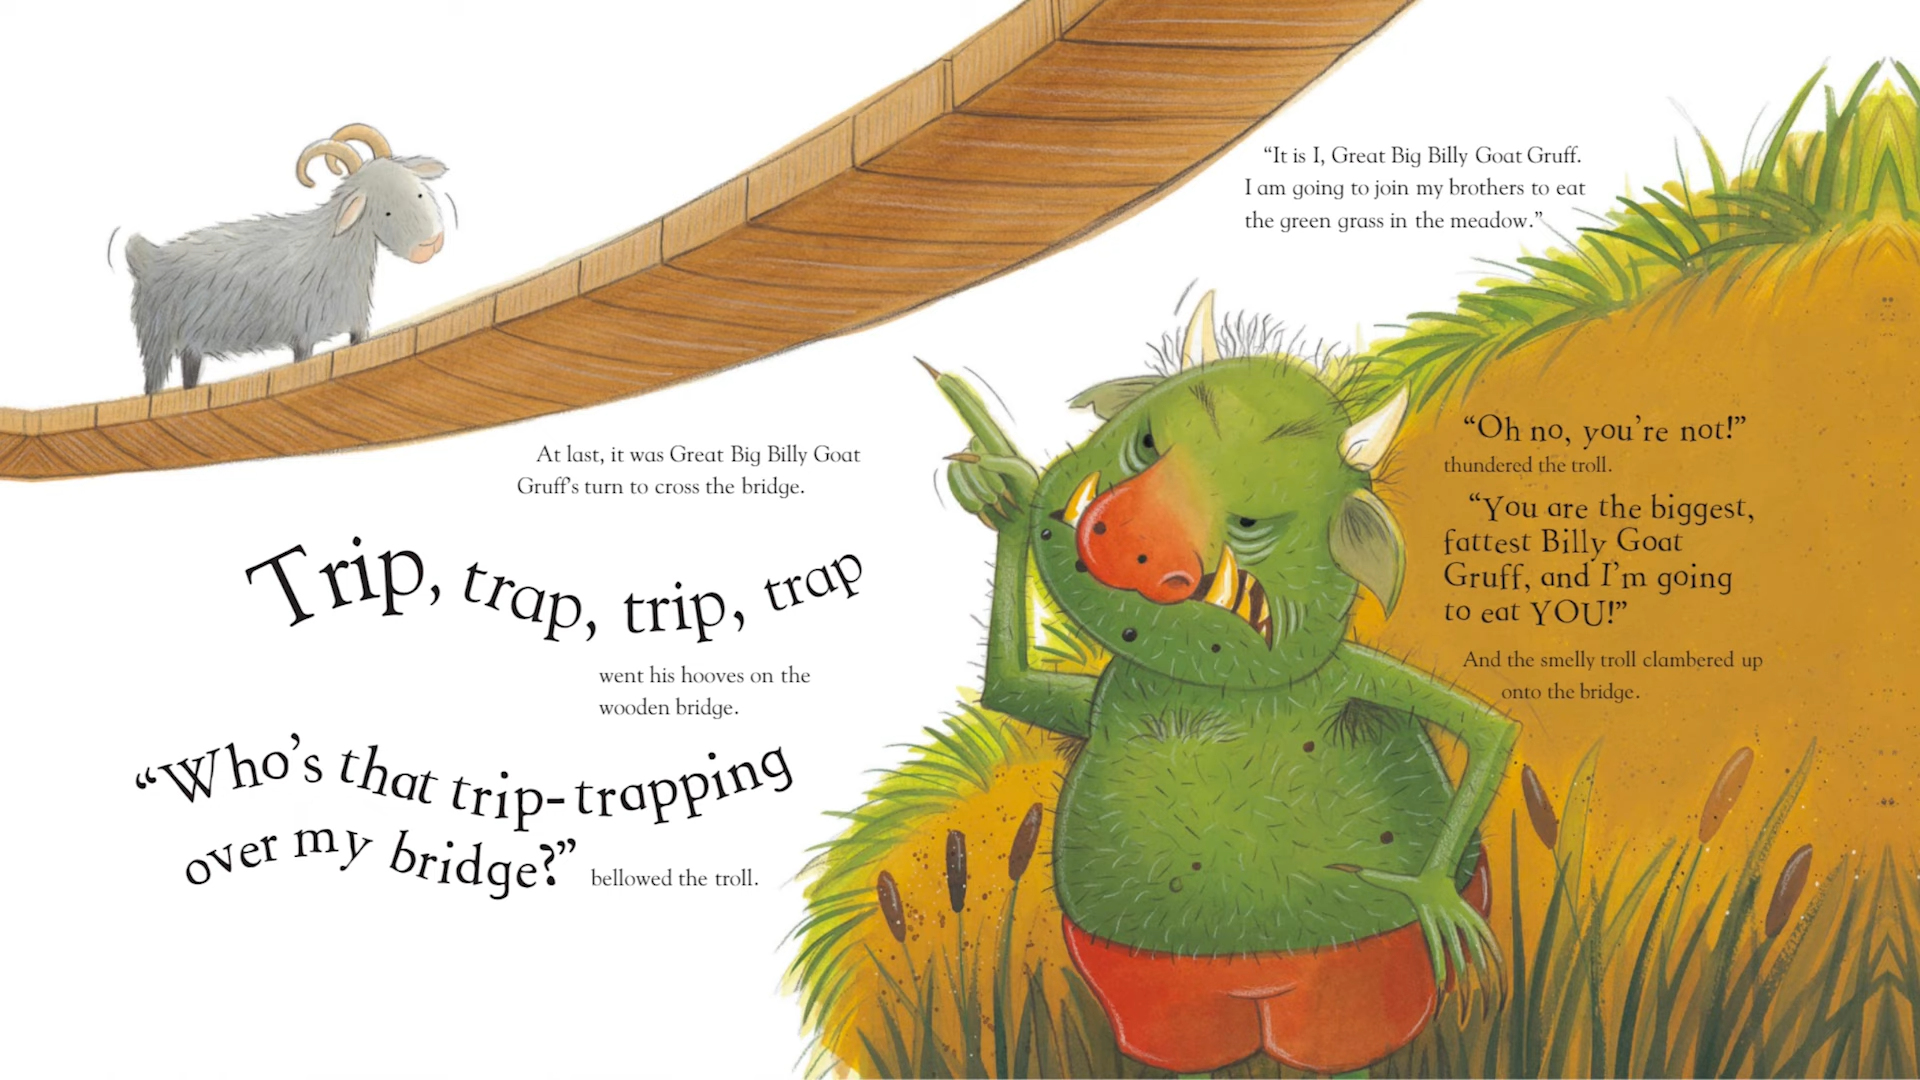 At last, it was Great Big Billy Goat
Gruff’s turn to cross the bridge.
Trip, trap, trip, trap
went his hooves on the
wooden bridge.
“Who’s that trip-trapping
over my bridge?” bellowed the troll.
“It is I, Great Big Billy Goat Gruff.
I am going to join my brothers to eat
the green grass in the meadow.”
“Oh no, you’re not!”
thundered the troll.
“You are the biggest,
fattest Billy Goat
Gruff, and I’m going
to eat YOU!”
And the smelly troll clambered up
onto the bridge.